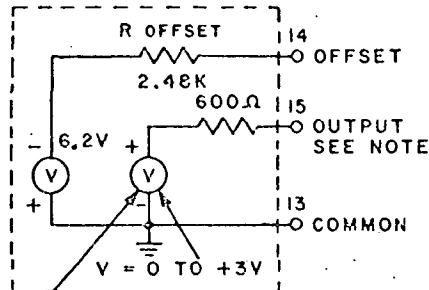 R OFFSET
14
OFFSET
2.48K
600Ω
15
OUTPUT
SEE NOTE
- 6.2V
+
V
V
+
-
13
COMMON
V = 0 TO +3V